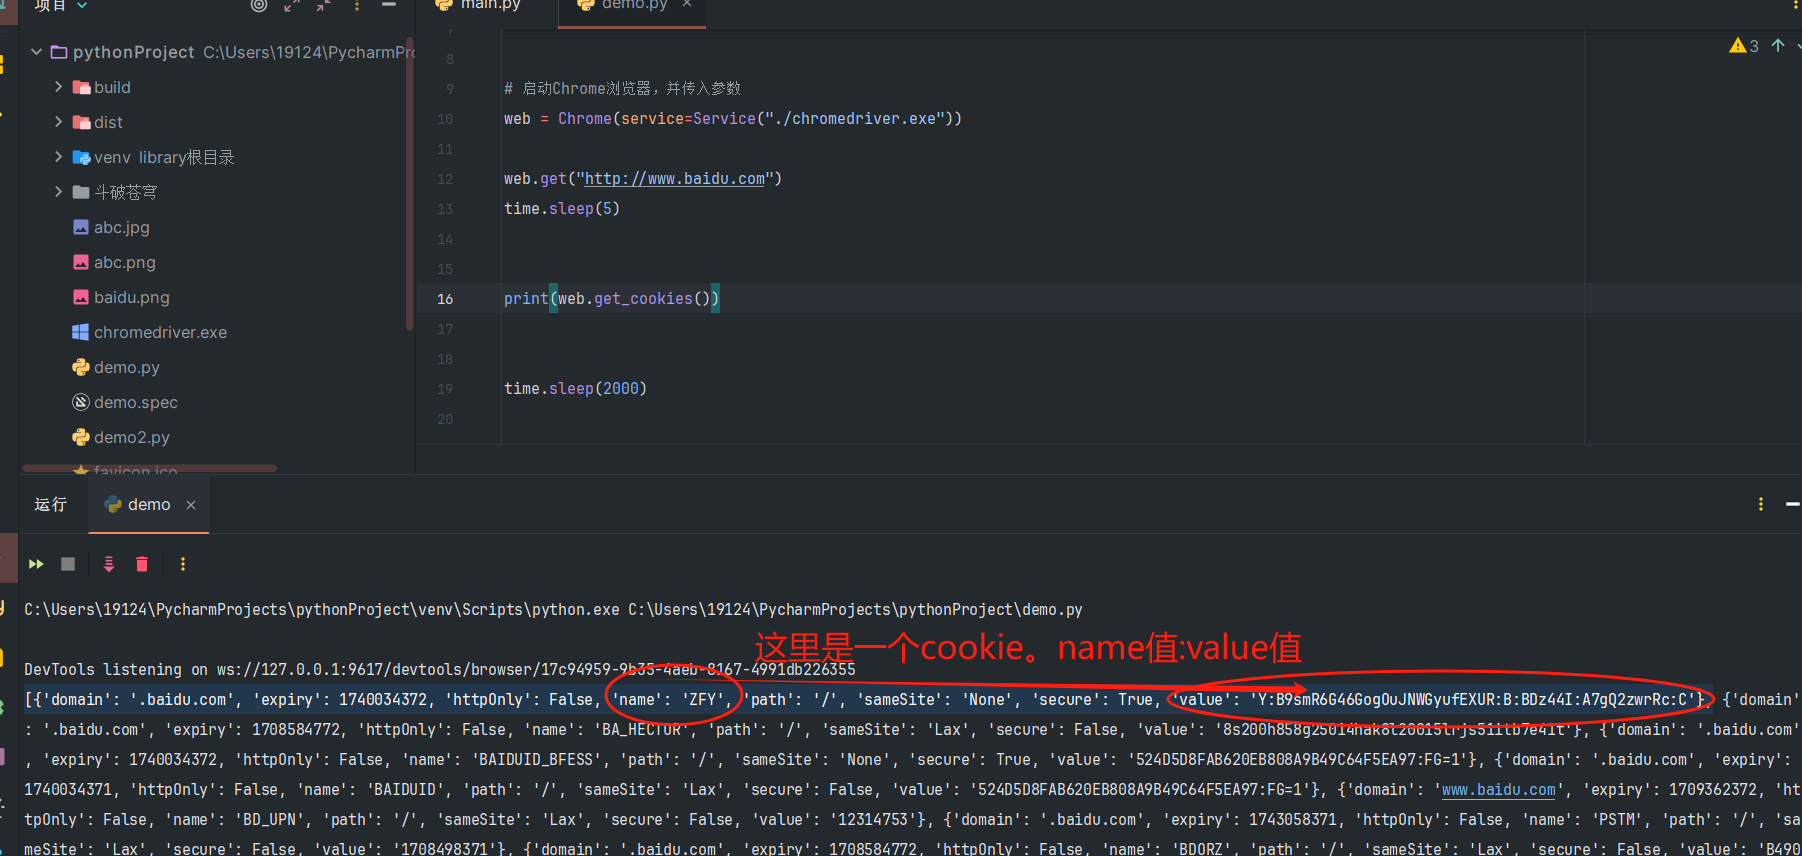 项目
main.py
demo.py
pythonProject C:\Users\19124\PycharmPro
build
dist
venv library根目录
斗破苍穹
abc.jpg
abc.png
baidu.png
chromedriver.exe
demo.py
demo.spec
demo2.py
favicon.ico
3
7
8
9 # 启动Chrome浏览器，并传入参数
10 web = Chrome(service=Service("./chromedriver.exe"))
11
12 web.get("http://www.baidu.com")
13 time.sleep(5)
14
15
16 print(web.get_cookies())
17
18
19 time.sleep(2000)
20
运行
demo
C:\Users\19124\PycharmProjects\pythonProject\venv\Scripts\python.exe C:\Users\19124\PycharmProjects\pythonProject\demo.py
这里是一个cookie。name值:value值
DevTools listening on ws://127.0.0.1:9617/devtools/browser/17c94959-9b35-4aeb-8167-4991db226355
[{'domain': '.baidu.com', 'expiry': 1740034372, 'httpOnly': False, 'name': 'ZFY', 'path': '/', 'sameSite': 'None', 'secure': True, 'value': 'Y:B9smR6G46GogOuJNWGyufEXUR:B:BDz44I:A7gQ2zwrRc:C'}, {'domain'
: '.baidu.com', 'expiry': 1708584772, 'httpOnly': False, 'name': 'BA_HECTOR', 'path': '/', 'sameSite': 'Lax', 'secure': False, 'value': 
'}, {'domain': '.baidu.com'
, 'expiry': 1740034372, 'httpOnly': False, 'name': 'BAIDUID_BFESS', 'path': '/', 'sameSite': 'None', 'secure': True, 'value': '524D5D8FAB620EB808A9B49C64F5EA97:FG=1'}, {'domain': '.baidu.com', 'expiry':
1740034371, 'httpOnly': False, 'name': 'BAIDUID', 'path': '/', 'sameSite': 'Lax', 'secure': False, 'value': '524D5D8FAB620EB808A9B49C64F5EA97:FG=1'}, {'domain': 'www.baidu.com', 'expiry': 1709362372, 'ht
tpOnly': False, 'name': 'BD_UPN', 'path': '/', 'sameSite': 'Lax', 'secure': False, 'value': '12314753'}, {'domain': '.baidu.com', 'expiry': 1743058371, 'httpOnly': False, 'name': 'PSTM', 'path': '/', 'sa
meSite': 'Lax', 'secure': False, 'value': '1708498371'}, {'domain': '.baidu.com', 'expiry': 1708584772, 'httpOnly': False, 'name': 'BDORZ', 'path': '/', 'sameSite': 'Lax', 'secure': False, 'value': 'B490